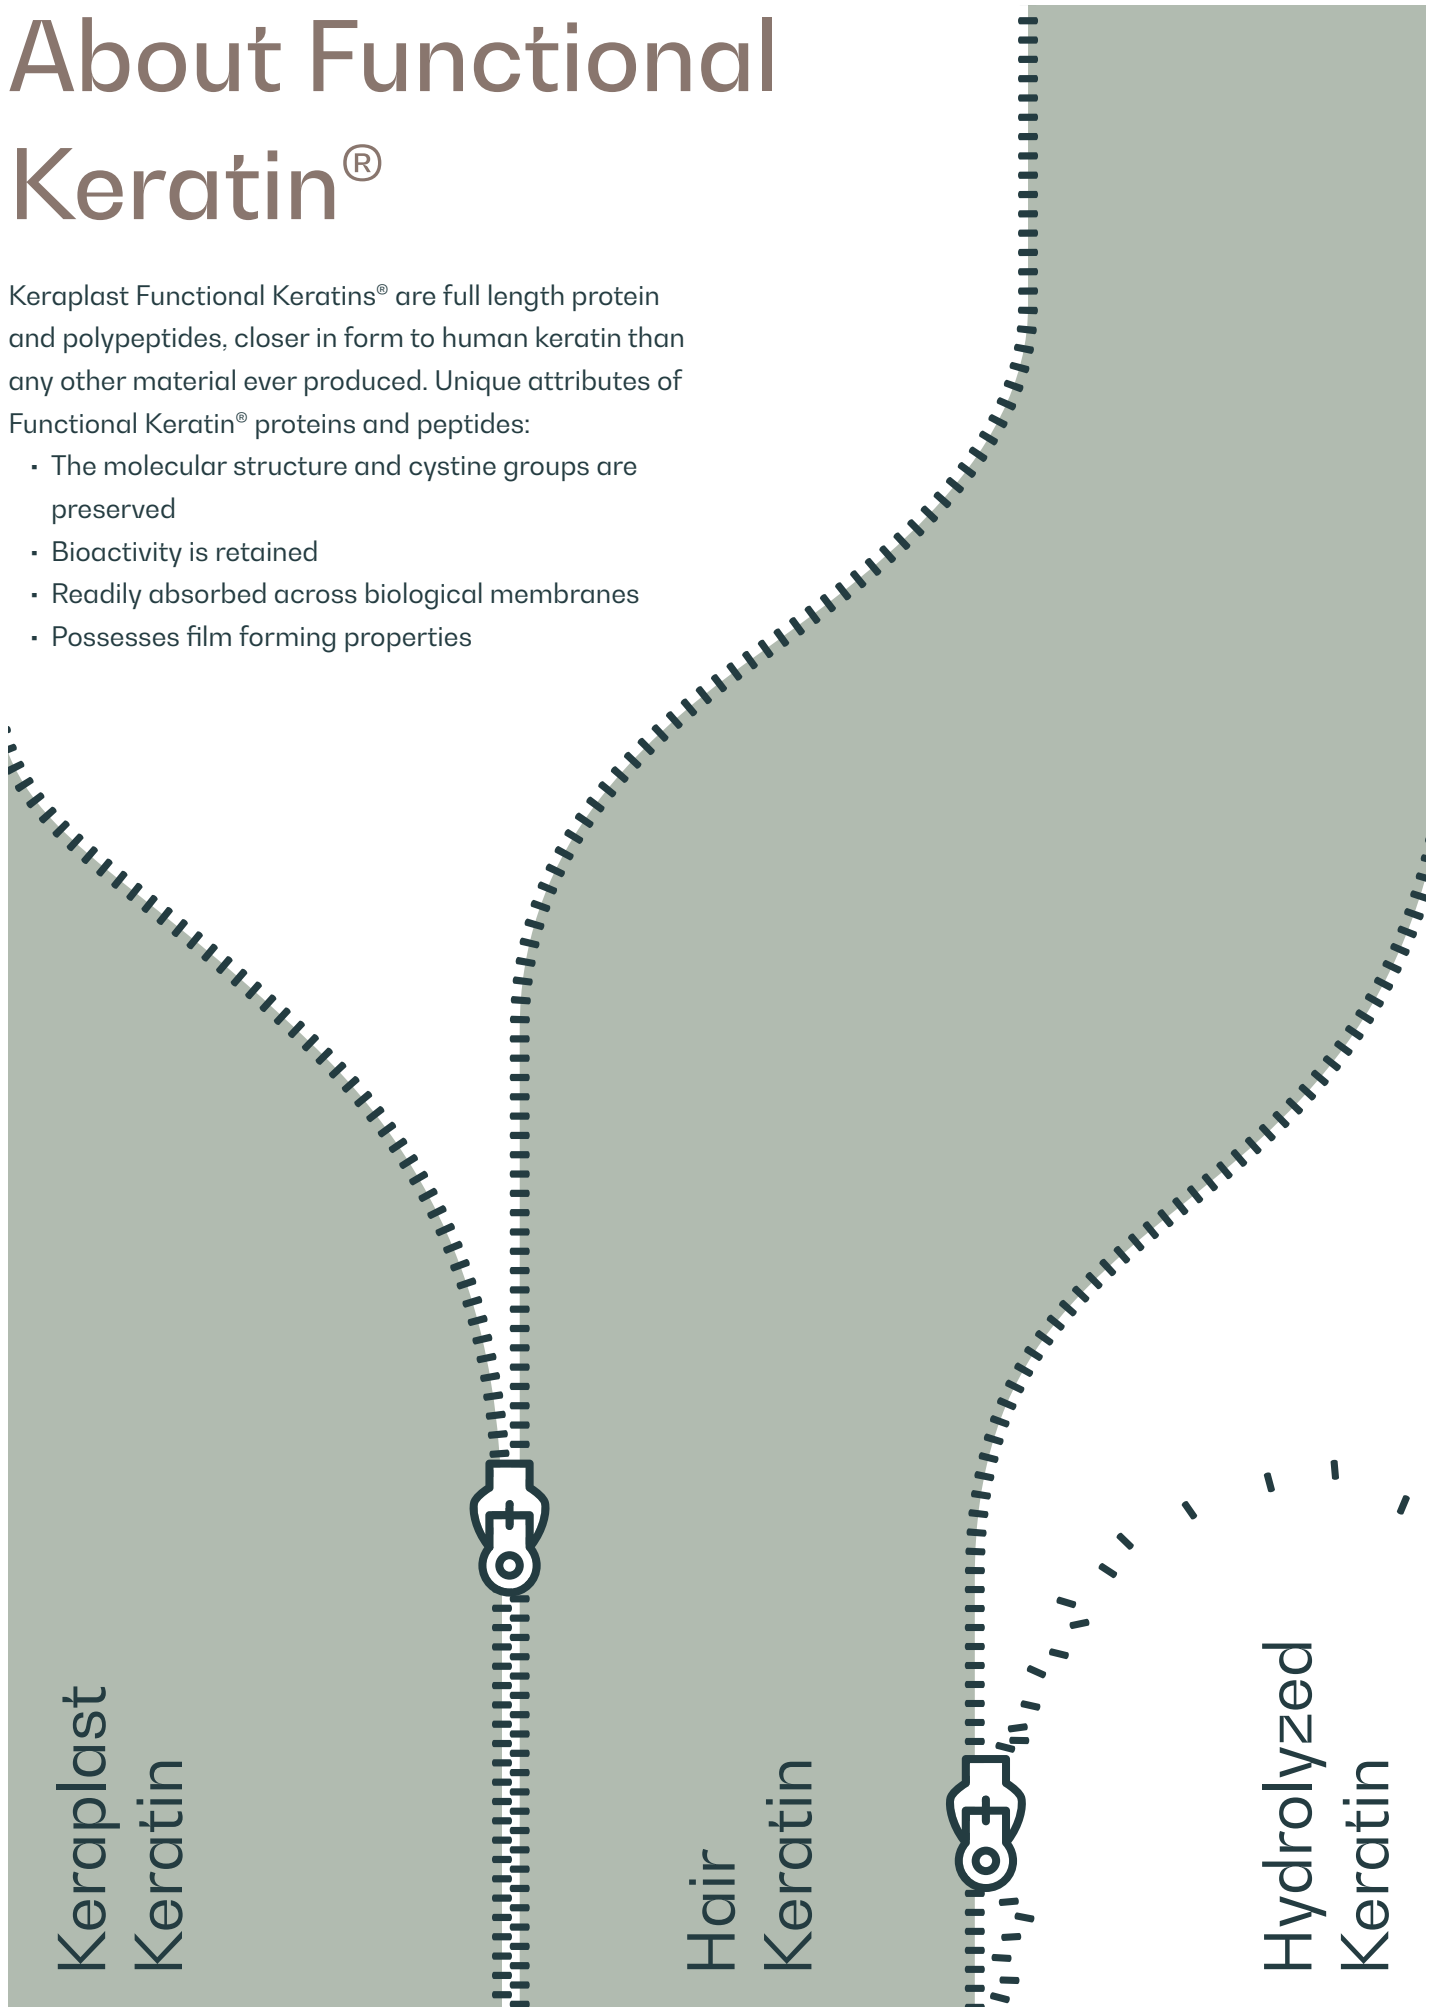 About Functional
Keratin®
Keraplast Functional Keratins® are full length protein
and polypeptides, closer in form to human keratin than
any other material ever produced. Unique attributes of
Functional Keratin® proteins and peptides:
▪ The molecular structure and cystine groups are
preserved
▪ Bioactivity is retained
▪ Readily absorbed across biological membranes
▪ Possesses film forming properties
Keraplast
Keratin
Hair
Keratin
Hydrolyzed
Keratin